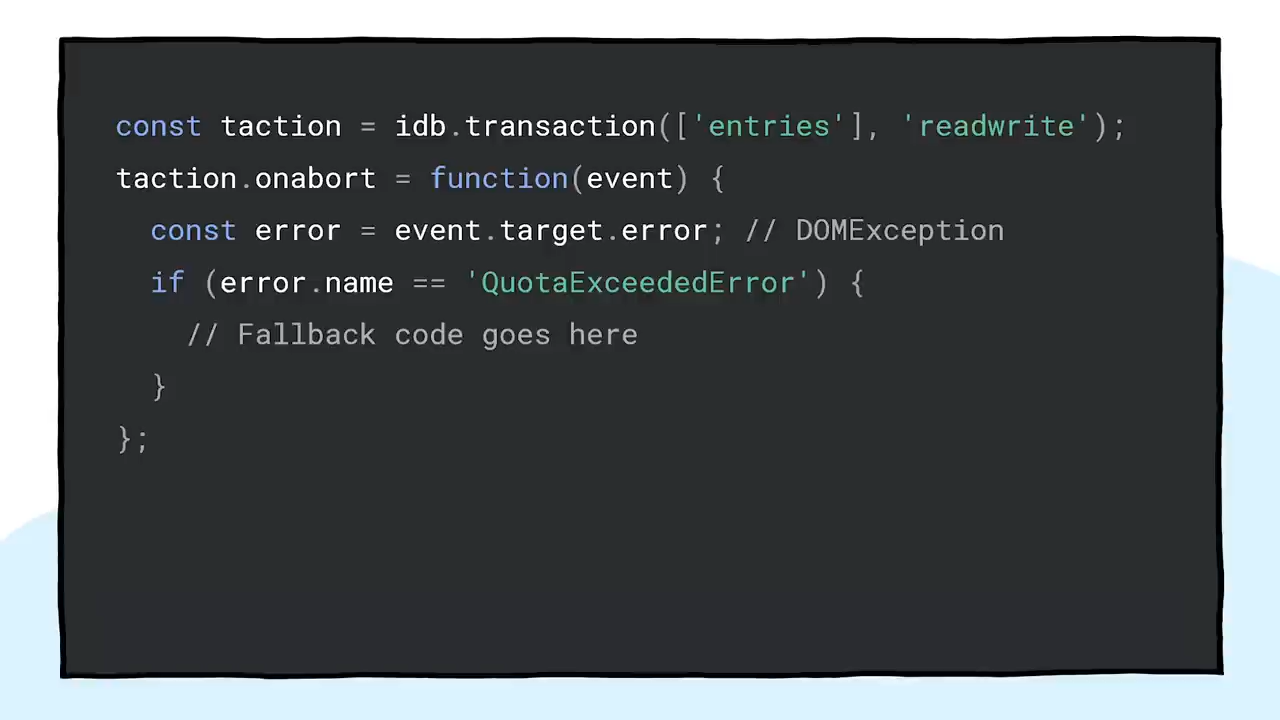 const taction = idb.transaction(['entries'], 'readwrite');
taction.onabort = function(event) {
  const error = event.target.error; // DOMException
  if (error.name == 'QuotaExceededError') {
    // Fallback code goes here
  }
};